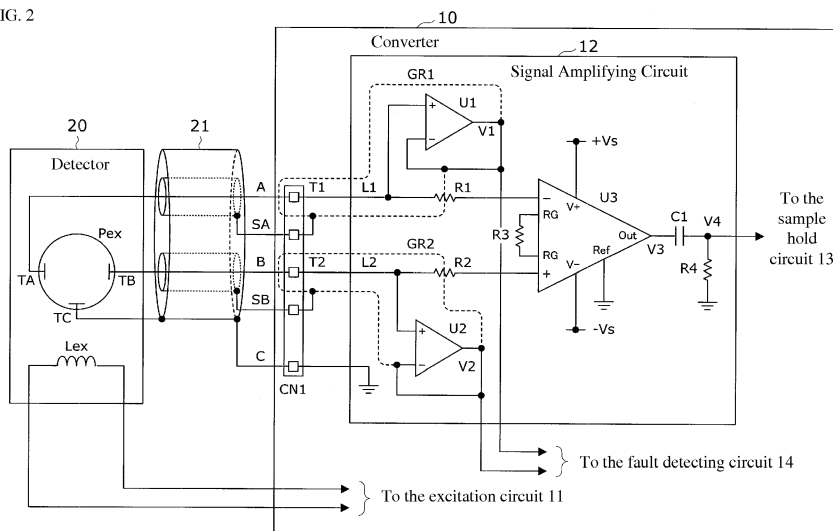 IG. 2
10
Converter
12
Signal Amplifying Circuit
GR1
U1
V1
20
Detector
21
A
T1
L1
R1
SA
+Vs
U3
V+
RG
R3
RG
Out
Ref
V−
-Vs
C1
V4
V3
R4
To the
sample
hold
circuit 13
Pex
TA
TB
TC
B
T2
L2
GR2
R2
SB
U2
V2
C
CN1
Lex
To the fault detecting circuit 14
To the excitation circuit 11